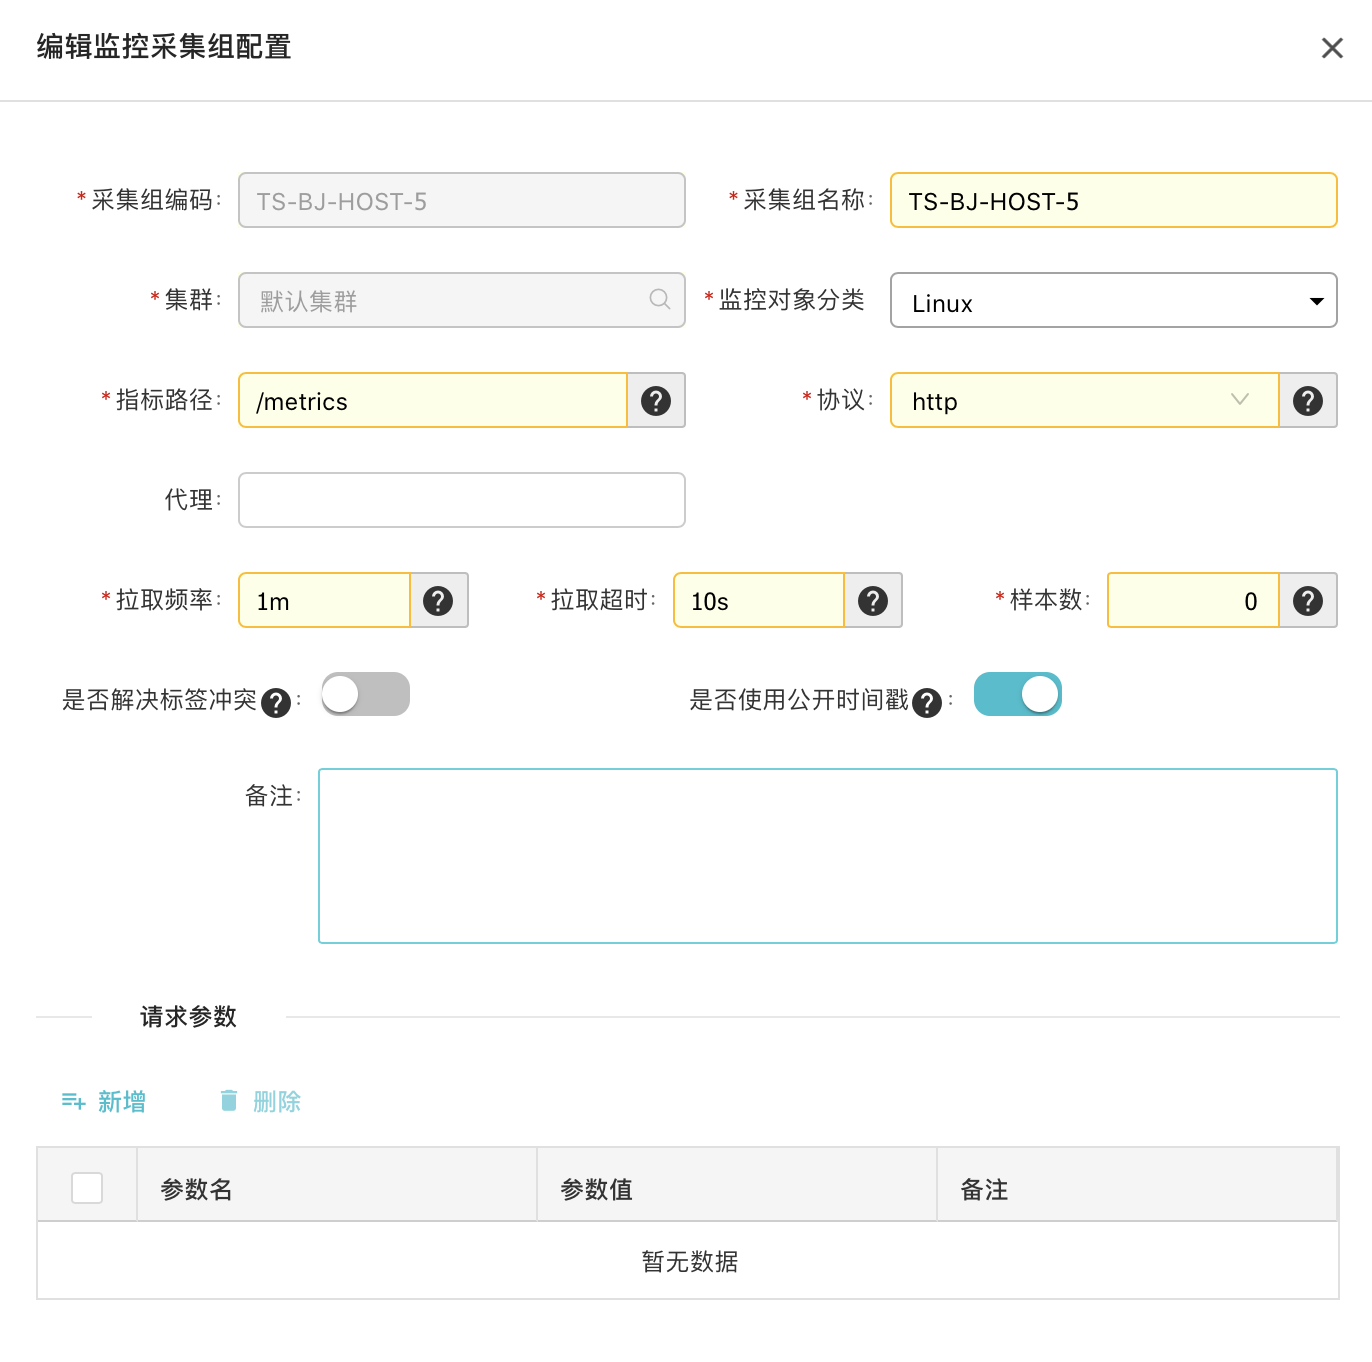 编辑监控采集组配置
*采集组编码: TS-BJ-HOST-5 *采集组名称: TS-BJ-HOST-5
*集群: 默认集群 *监控对象分类 Linux
*指标路径: /metrics *协议: http
代理:
*拉取频率: 1m *拉取超时: 10s *样本数: 0
是否解决标签冲突: 是否使用公开时间戳:
备注:
请求参数
新增 删除
参数名 参数值 备注
暂无数据